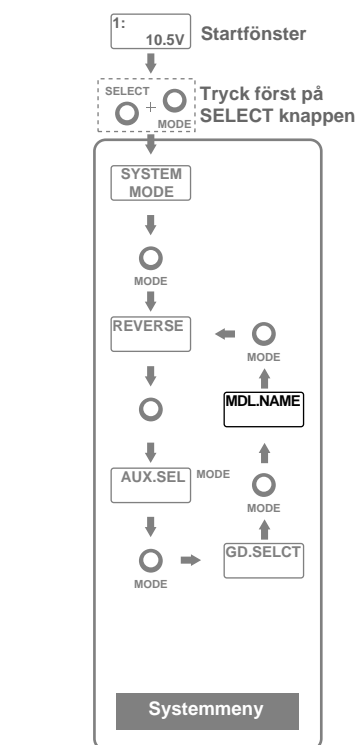 1:
10.5V
Startfönster
SELECT
+
MODE
Tryck först på
SELECT knappen
SYSTEM
MODE
MODE
REVERSE
MODE
MDL.NAME
AUX.SEL
MODE
MODE
GD.SELCT
MODE
Systemmeny